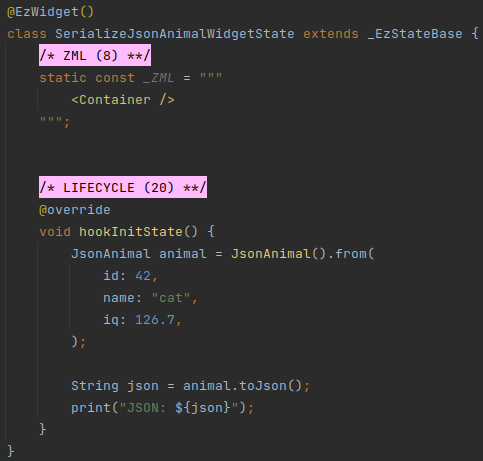 @EzWidget()
class SerializeJsonAnimalWidgetState extends _EzStateBase {
    /* ZML (8) **/
    static const _ZML = """
        <Container />
    """;

    /* LIFECYCLE (20) **/
    @override
    void hookInitState() {
        JsonAnimal animal = JsonAnimal().from(
            id: 42,
            name: "cat",
            iq: 126.7,
        );

        String json = animal.toJson();
        print("JSON: ${json}");
    }
}